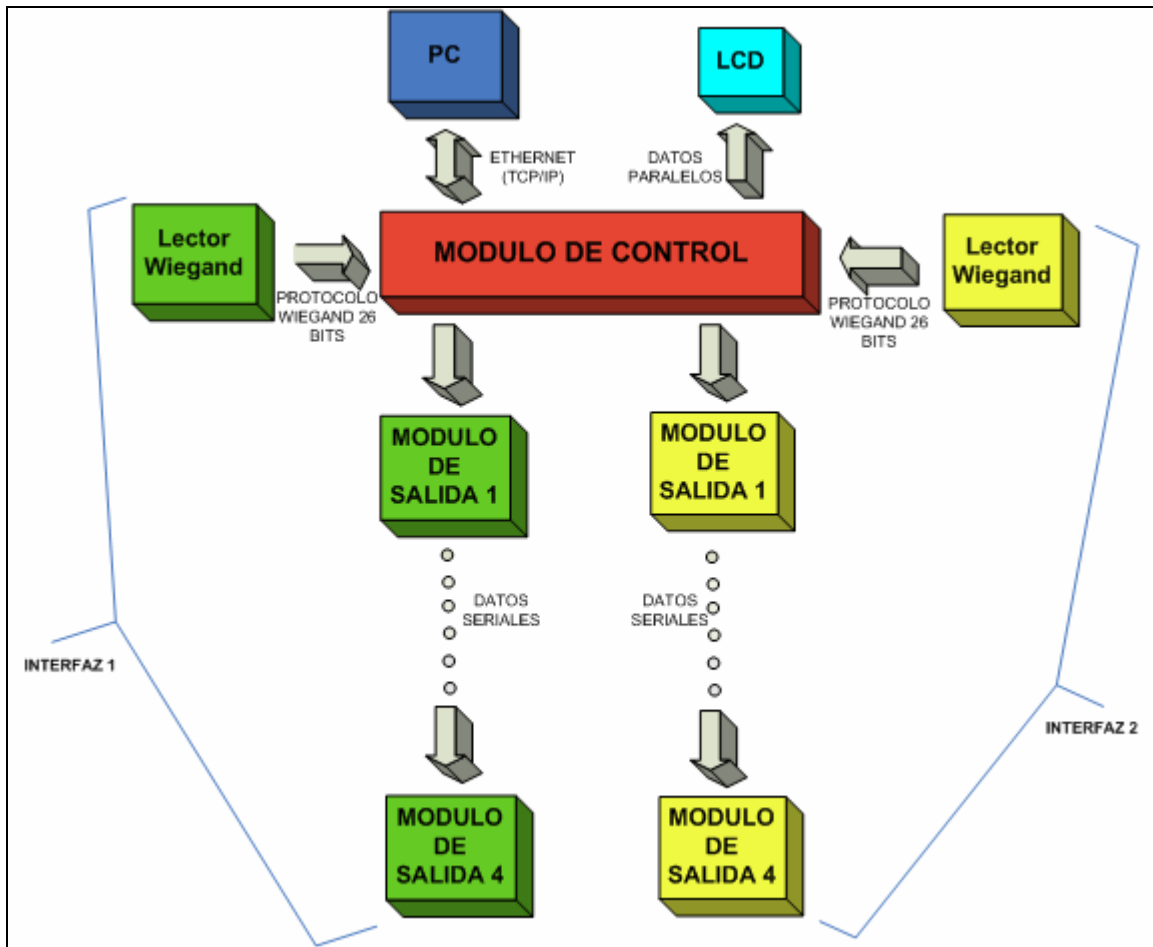 PC
LCD
ETHERNET
(TCP/IP)
DATOS
PARALELOS
Lector
Wiegand
MODULO DE CONTROL
Lector
Wiegand
PROTOCOLO
WIEGAND 26
BITS
PROTOCOLO
WIEGAND 26
BITS
MODULO
DE
SALIDA 1
MODULO
DE
SALIDA 1
DATOS
SERIALES
DATOS
SERIALES
INTERFAZ 1
INTERFAZ 2
MODULO
DE
SALIDA 4
MODULO
DE
SALIDA 4